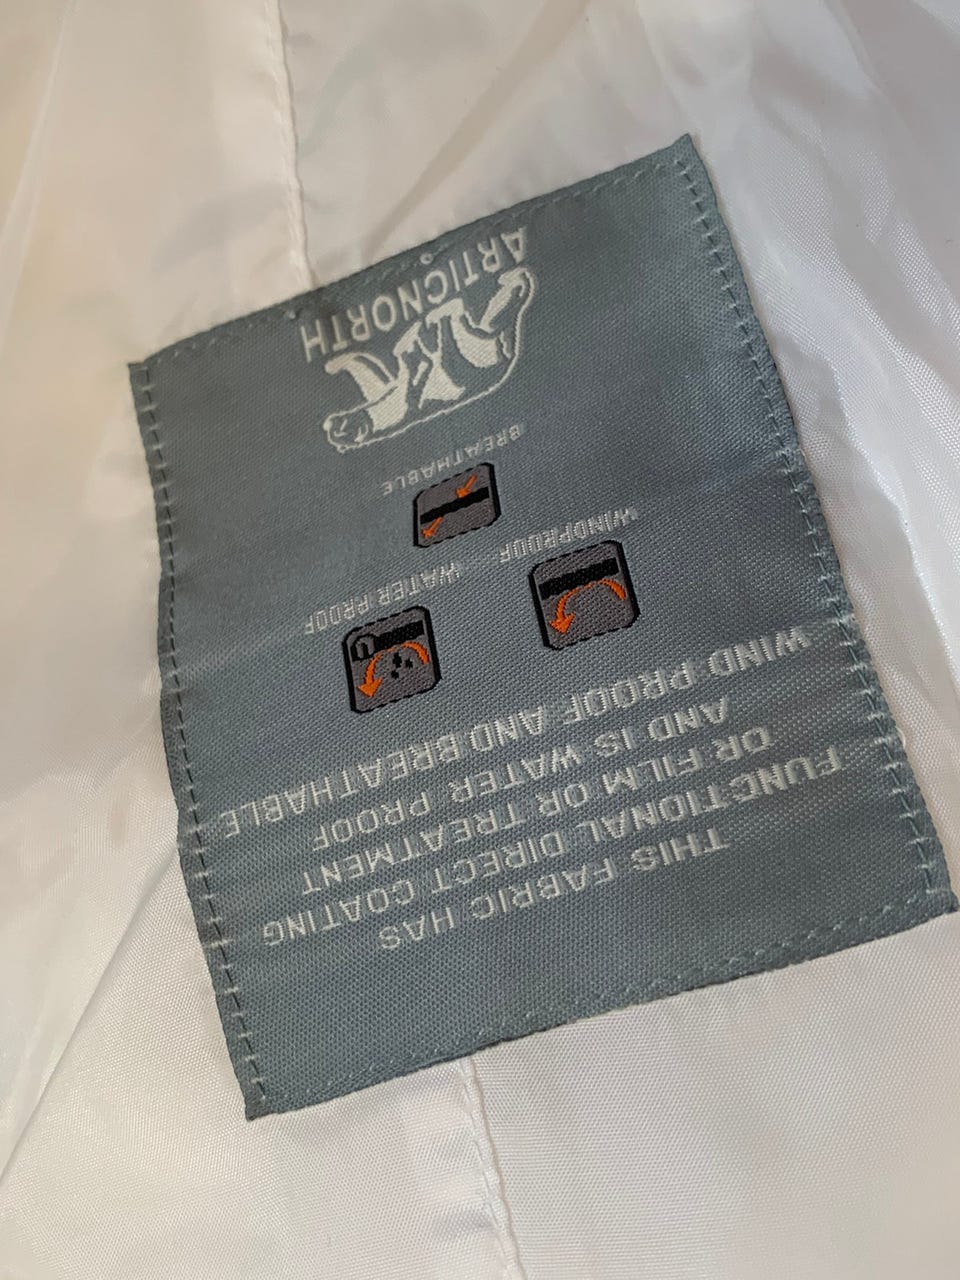 THIS FABRIC HAS
FUNCTIONAL DIRECT COATING
OR FILM OR TREATMENT
AND IS WATER PROOF
WIND PROOF AND BREATHABLE
WINDPROOF
WATER PROOF
BREATHABLE
ARTICNORTH